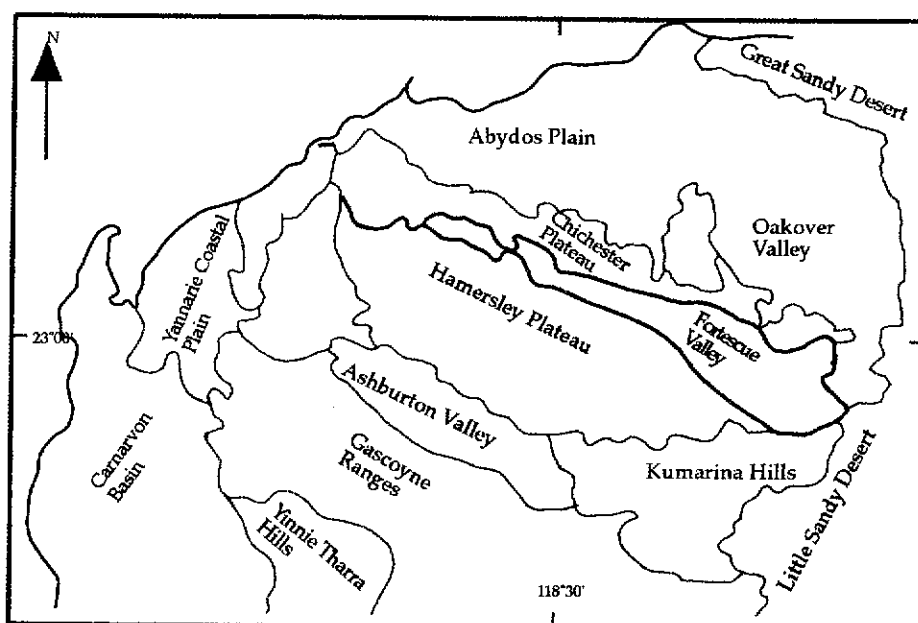 N
Great Sandy Desert
Abydos Plain
Chichester
Plateau
Oakover
Valley
Yannarie Coastal
Plain
Hamersley Plateau
Fortescue
Valley
23°00'
Ashburton Valley
Carnarvon
Basin
Gascoyne
Ranges
Kumarina Hills
Little Sandy Desert
Yinnie Tharra
Hills
118°30'